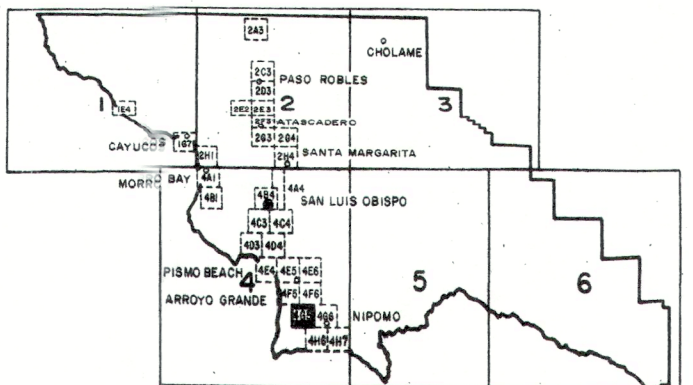 2A3
CHOLAME
2C3
PASO ROBLES
2D3
1
1E4
2E2 2E3
2
3
ATASCADERO
CAYUCOS
1G7
2G3 2G4
2H1
2H4
SANTA MARGARITA
MORRO BAY
4A1
4A4
4B1
4B4
SAN LUIS OBISPO
4C3 4C4
4D3 4D4
PISMO BEACH
4
4E4 4E5 4E6
5
6
ARROYO GRANDE
4F5 4F6
4G5 4G6
NIPOMO
4H6 4H7